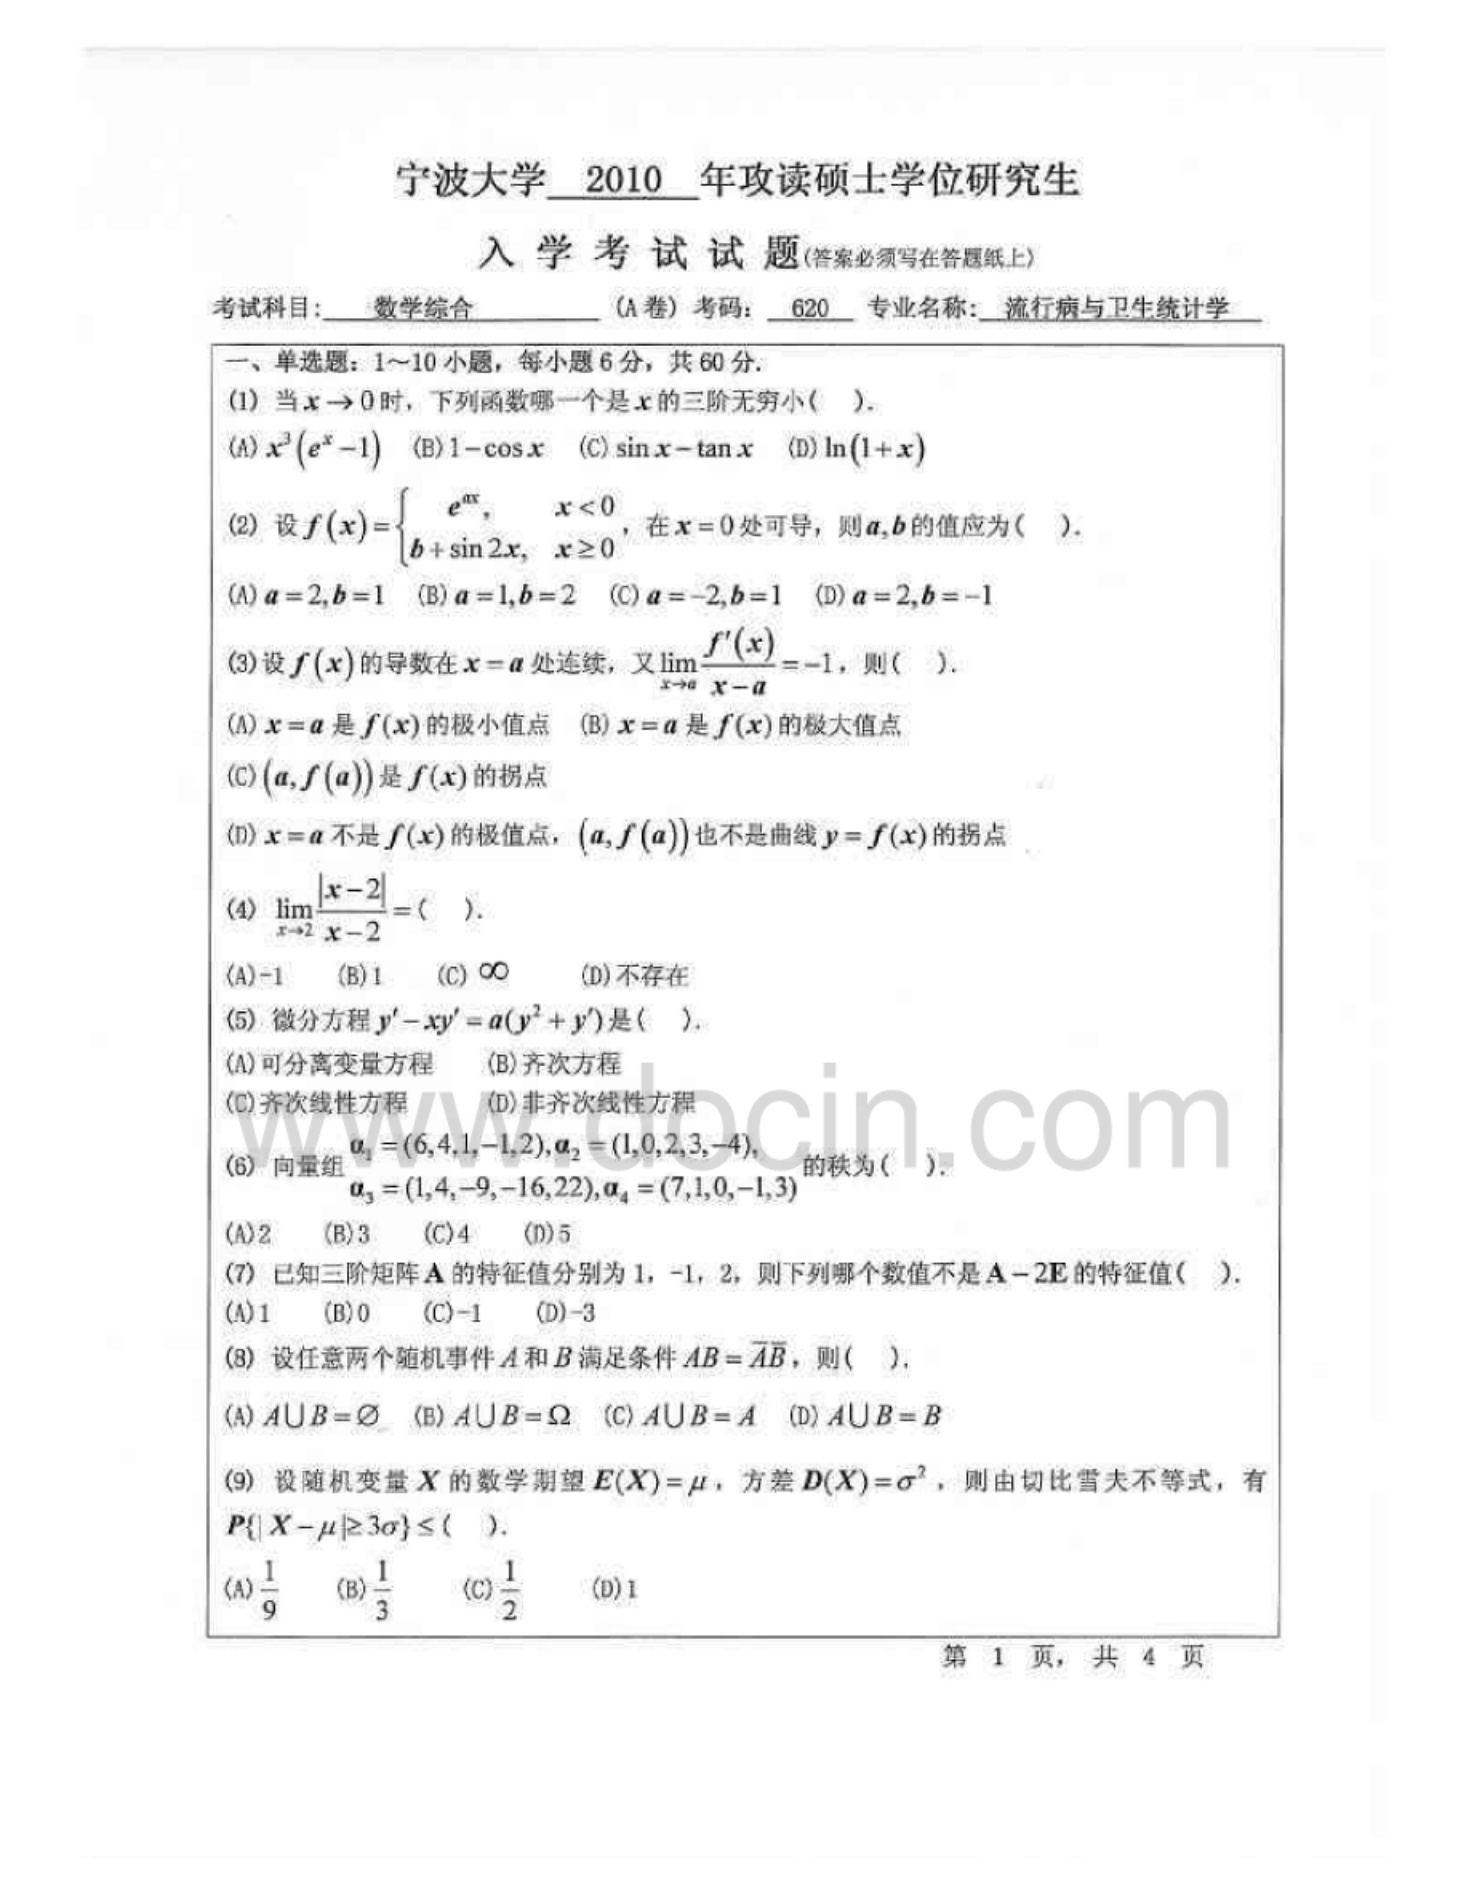 宁波大学 2010 年攻读硕士学位研究生
入 学 考 试 试 题(答案必须写在答题纸上)
考试科目: 数学综合 (A卷) 考码: 620 专业名称: 流行病与卫生统计学
一、单选题:1~10小题,每小题6分,共60分.
(1) 当 x→0时,下列函数哪一个是 x 的三阶无穷小( ).
(A) x³(eˣ−1) (B) 1−cos x (C) sin x−tan x (D) ln(1+x)
(2) 设 f(x)={ e^{ax}, x<0; b+sin2x, x≥0 ,在 x=0处可导,则a,b的值应为( ).
(A) a=2,b=1 (B) a=1,b=2 (C) a=−2,b=1 (D) a=2,b=−1
(3)设 f(x)的导数在 x=a 处连续,又 lim_{x→a} f′(x)/(x−a) =−1,则( ).
(A) x=a 是 f(x)的极小值点 (B) x=a 是 f(x)的极大值点
(C) (a,f(a))是 f(x)的拐点
(D) x=a 不是 f(x)的极值点,(a,f(a))也不是曲线 y=f(x)的拐点
(4) lim_{x→2} |x−2|/(x−2) =( ).
(A)-1 (B)1 (C) ∞ (D)不存在
(5) 微分方程 y′−xy′=a(y²+y′)是( ).
(A)可分离变量方程 (B)齐次方程
(C)齐次线性方程 (D)非齐次线性方程
(6) 向量组 α₁=(6,4,1,−1,2),α₂=(1,0,2,3,−4), α₃=(1,4,−9,−16,22),α₄=(7,1,0,−1,3) 的秩为( ).
(A)2 (B)3 (C)4 (D)5
(7) 已知三阶矩阵 A 的特征值分别为 1,-1,2,则下列哪个数值不是 A−2E 的特征值( ).
(A)1 (B)0 (C)-1 (D)-3
(8) 设任意两个随机事件 A 和 B 满足条件 AB=A̅B̅,则( ).
(A) A∪B=∅ (B) A∪B=Ω (C) A∪B=A (D) A∪B=B
(9) 设随机变量 X 的数学期望 E(X)=μ,方差 D(X)=σ²,则由切比雪夫不等式,有
P{|X−μ|≥3σ}≤( ).
(A) 1/9 (B) 1/3 (C) 1/2 (D) 1
第 1 页,共 4 页
www.docin.com